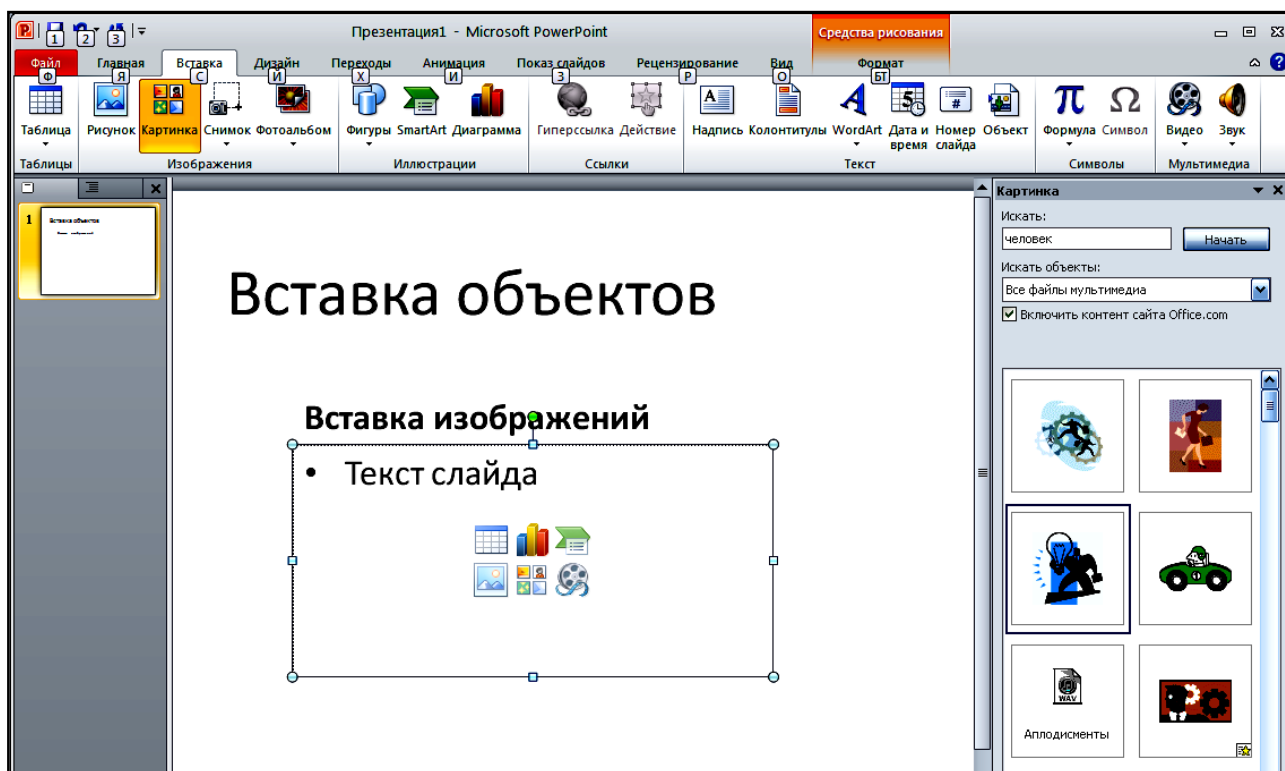 Презентация1 - Microsoft PowerPoint
Средства рисования
1 2 3
Файл Главная Вставка Дизайн Переходы Анимация Показ слайдов Рецензирование Вид Формат
Ф Я С Й Х И З Р О БТ
Таблица Рисунок Картинка Снимок Фотоальбом Фигуры SmartArt Диаграмма Гиперссылка Действие Надпись Колонтитулы WordArt Дата и время Номер слайда Объект Формула Символ Видео Звук
Таблицы Изображения Иллюстрации Ссылки Текст Символы Мультимедиа
1
Вставка объектов
Вставка изображений
• Текст слайда
Картинка
Искать:
человек Начать
Искать объекты:
Все файлы мультимедиа
Включить контент сайта Office.com
WAV
Аплодисменты